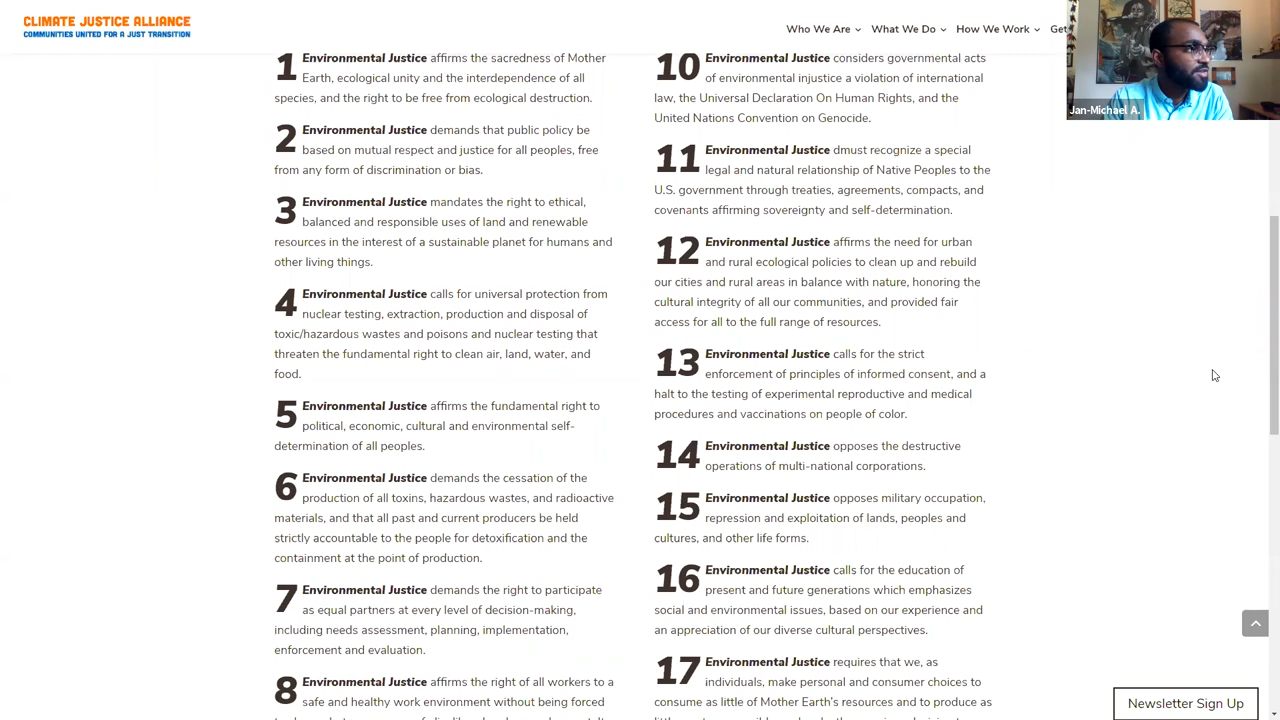 CLIMATE JUSTICE ALLIANCE
COMMUNITIES UNITED FOR A JUST TRANSITION
Who We Are
What We Do
How We Work
Get
Jan-Michael A.
1 Environmental Justice affirms the sacredness of Mother
Earth, ecological unity and the interdependence of all
species, and the right to be free from ecological destruction.
2 Environmental Justice demands that public policy be
based on mutual respect and justice for all peoples, free
from any form of discrimination or bias.
3 Environmental Justice mandates the right to ethical,
balanced and responsible uses of land and renewable
resources in the interest of a sustainable planet for humans and
other living things.
4 Environmental Justice calls for universal protection from
nuclear testing, extraction, production and disposal of
toxic/hazardous wastes and poisons and nuclear testing that
threaten the fundamental right to clean air, land, water, and
food.
5 Environmental Justice affirms the fundamental right to
political, economic, cultural and environmental self-
determination of all peoples.
6 Environmental Justice demands the cessation of the
production of all toxins, hazardous wastes, and radioactive
materials, and that all past and current producers be held
strictly accountable to the people for detoxification and the
containment at the point of production.
7 Environmental Justice demands the right to participate
as equal partners at every level of decision-making,
including needs assessment, planning, implementation,
enforcement and evaluation.
8 Environmental Justice affirms the right of all workers to a
safe and healthy work environment without being forced
10 Environmental Justice considers governmental acts
of environmental injustice a violation of international
law, the Universal Declaration On Human Rights, and the
United Nations Convention on Genocide.
11 Environmental Justice dmust recognize a special
legal and natural relationship of Native Peoples to the
U.S. government through treaties, agreements, compacts, and
covenants affirming sovereignty and self-determination.
12 Environmental Justice affirms the need for urban
and rural ecological policies to clean up and rebuild
our cities and rural areas in balance with nature, honoring the
cultural integrity of all our communities, and provided fair
access for all to the full range of resources.
13 Environmental Justice calls for the strict
enforcement of principles of informed consent, and a
halt to the testing of experimental reproductive and medical
procedures and vaccinations on people of color.
14 Environmental Justice opposes the destructive
operations of multi-national corporations.
15 Environmental Justice opposes military occupation,
repression and exploitation of lands, peoples and
cultures, and other life forms.
16 Environmental Justice calls for the education of
present and future generations which emphasizes
social and environmental issues, based on our experience and
an appreciation of our diverse cultural perspectives.
17 Environmental Justice requires that we, as
individuals, make personal and consumer choices to
consume as little of Mother Earth's resources and to produce as
Newsletter Sign Up